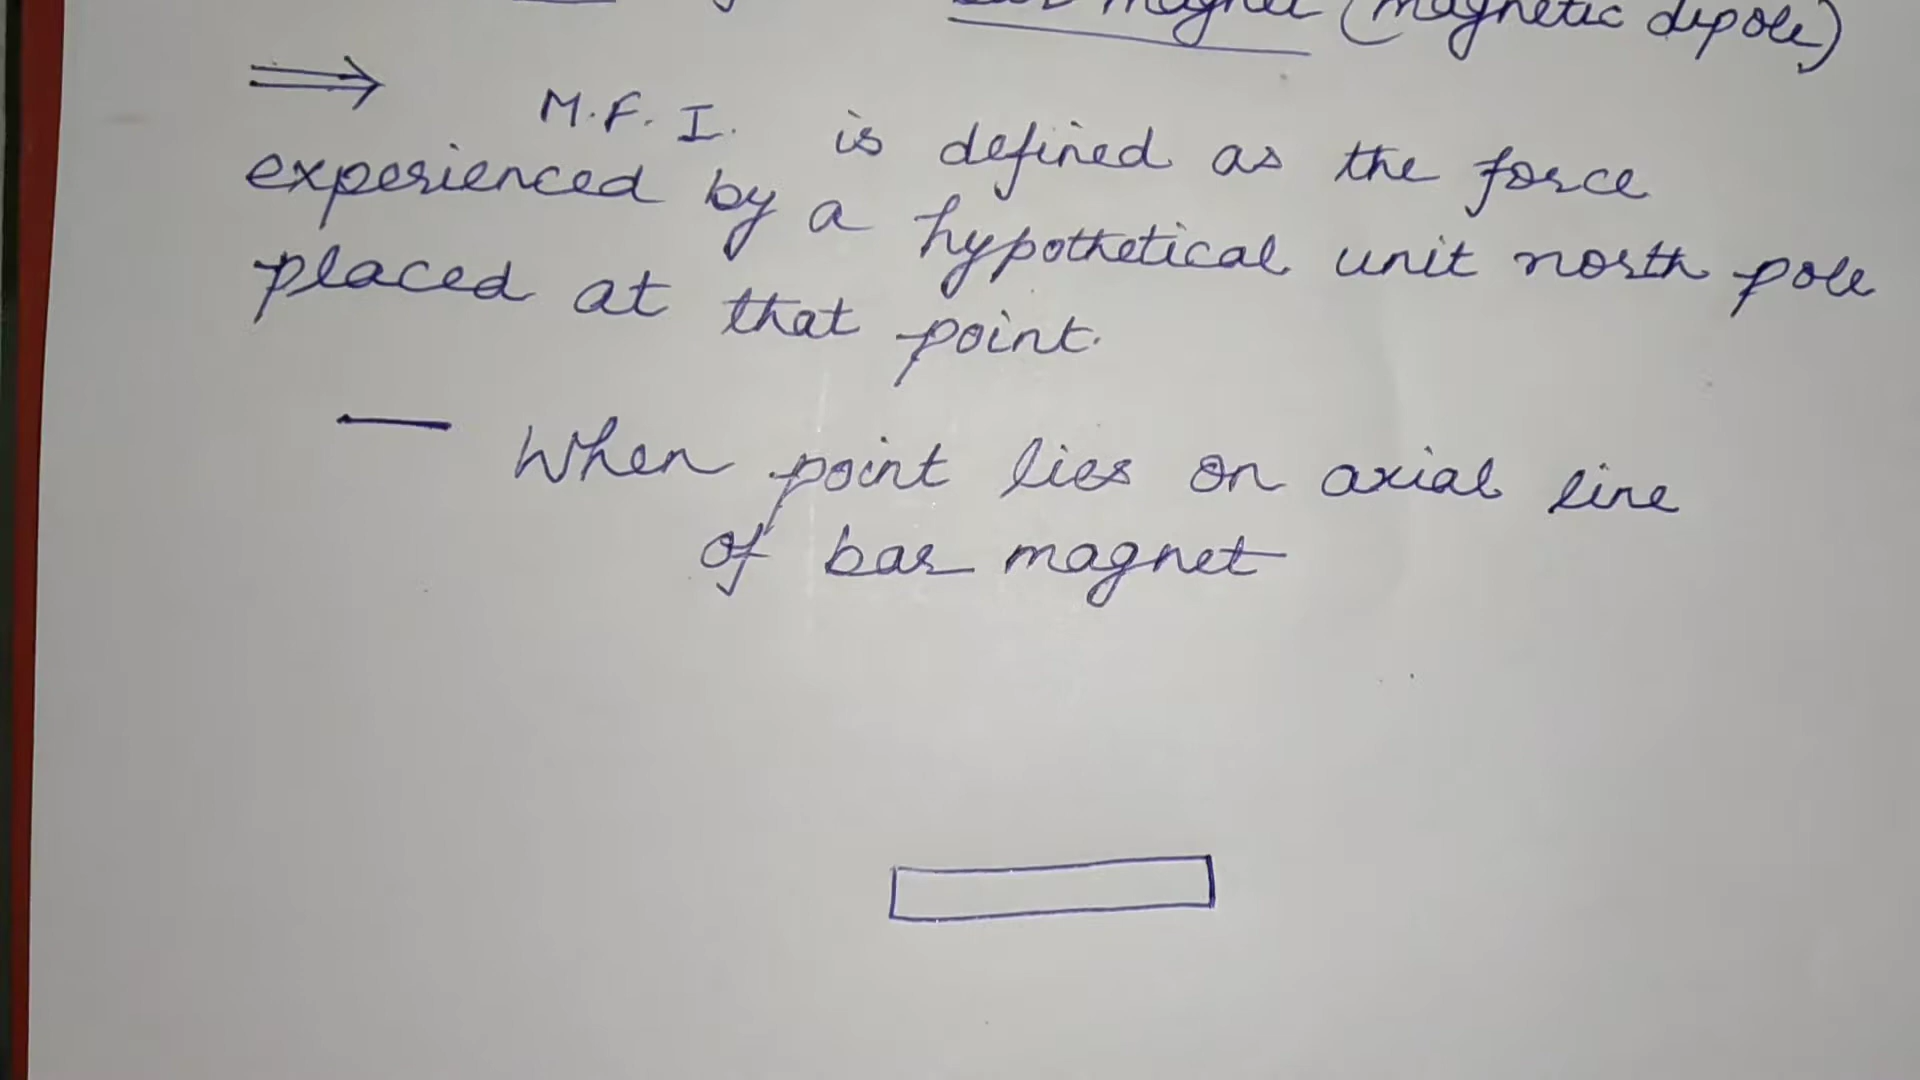 magnet (magnetic dipole)
M.F. I. is defined as the force
experienced by a hypothetical unit north pole
placed at that point.
— When point lies on axial line
of bar magnet